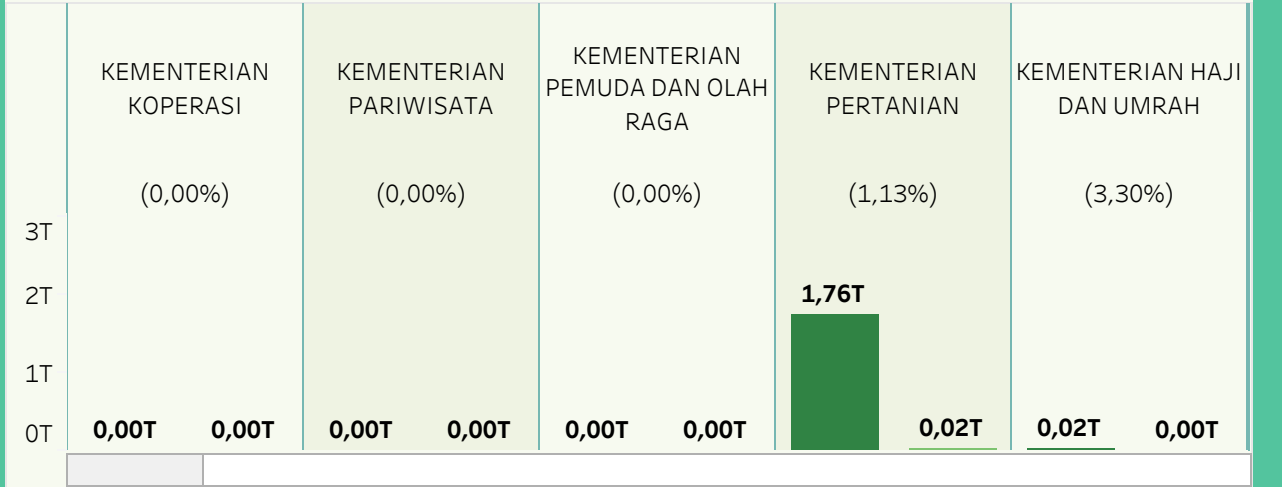 KEMENTERIAN
KOPERASI
(0,00%)
KEMENTERIAN
PARIWISATA
(0,00%)
KEMENTERIAN
PEMUDA DAN OLAH
RAGA
(0,00%)
KEMENTERIAN
PERTANIAN
(1,13%)
KEMENTERIAN HAJI
DAN UMRAH
(3,30%)
3T
2T
1T
0T
0,00T
0,00T
0,00T
0,00T
0,00T
0,00T
1,76T
0,02T
0,02T
0,00T